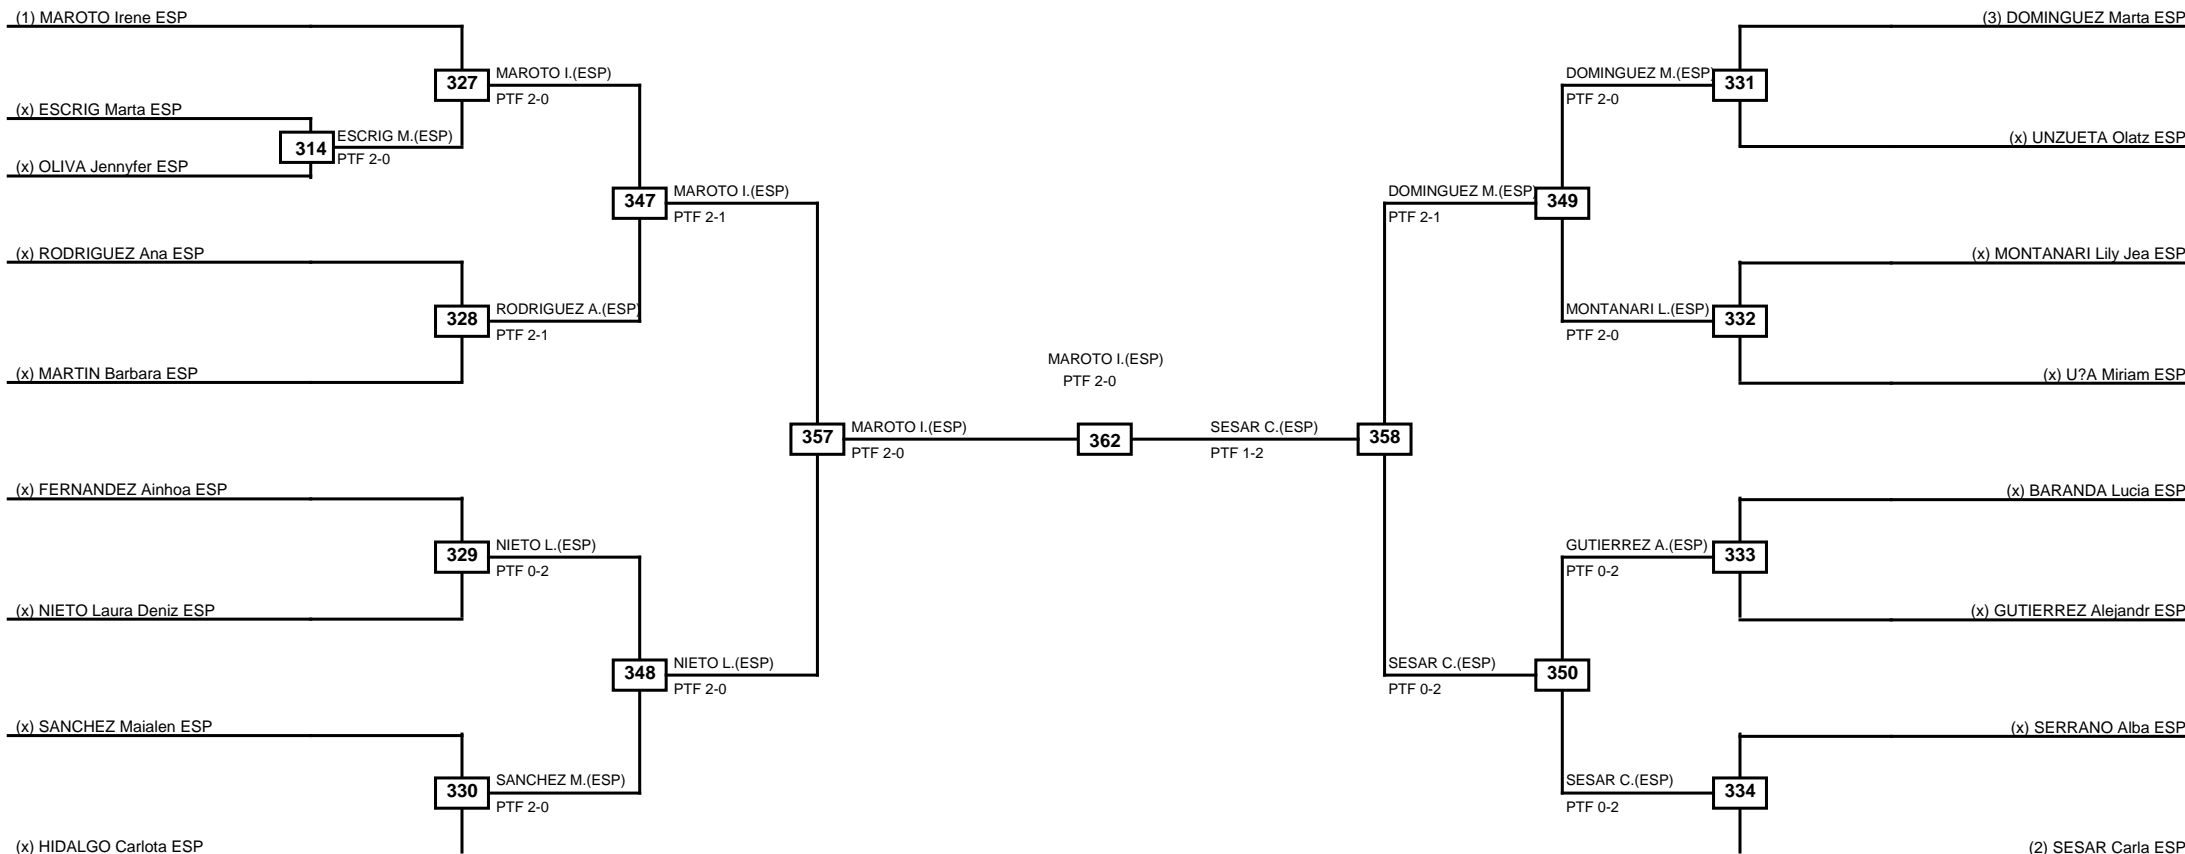 (1) MAROTO Irene ESP
(3) DOMINGUEZ Marta ESP
327
MAROTO I.(ESP)
PTF 2-0
DOMINGUEZ M.(ESP)
PTF 2-0
331
(x) ESCRIG Marta ESP
314
ESCRIG M.(ESP)
PTF 2-0
(x) UNZUETA Olatz ESP
(x) OLIVA Jennyfer ESP
347
MAROTO I.(ESP)
PTF 2-1
DOMINGUEZ M.(ESP)
PTF 2-1
349
(x) RODRIGUEZ Ana ESP
(x) MONTANARI Lily Jea ESP
328
RODRIGUEZ A.(ESP)
PTF 2-1
MONTANARI L.(ESP)
PTF 2-0
332
(x) MARTIN Barbara ESP
MAROTO I.(ESP)
PTF 2-0
(x) U?A Miriam ESP
357
MAROTO I.(ESP)
PTF 2-0
362
SESAR C.(ESP)
PTF 1-2
358
(x) FERNANDEZ Ainhoa ESP
(x) BARANDA Lucia ESP
329
NIETO L.(ESP)
PTF 0-2
GUTIERREZ A.(ESP)
PTF 0-2
333
(x) NIETO Laura Deniz ESP
(x) GUTIERREZ Alejandr ESP
348
NIETO L.(ESP)
PTF 2-0
SESAR C.(ESP)
PTF 0-2
350
(x) SANCHEZ Maialen ESP
(x) SERRANO Alba ESP
330
SANCHEZ M.(ESP)
PTF 2-0
SESAR C.(ESP)
PTF 0-2
334
(x) HIDALGO Carlota ESP
(2) SESAR Carla ESP